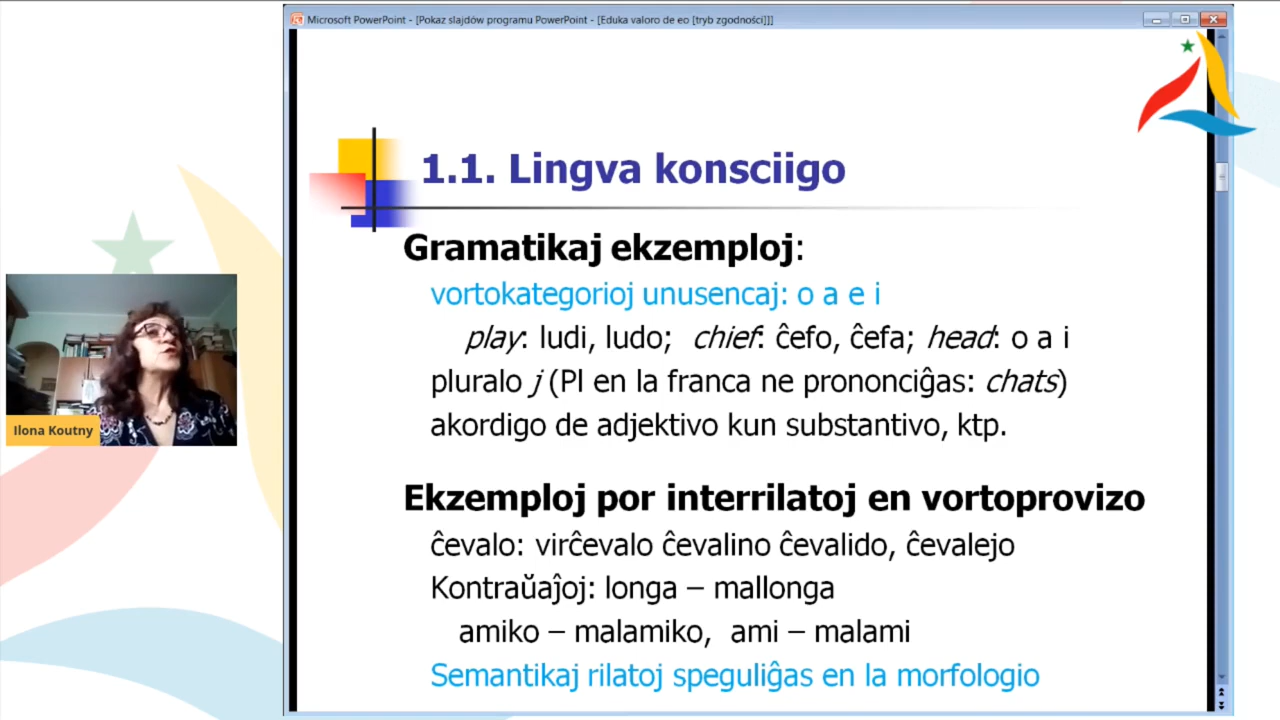 Microsoft PowerPoint - [Pokaz slajdów programu PowerPoint - [Eduka valoro de eo [tryb zgodności]]]
1.1. Lingva konsciigo
Gramatikaj ekzemploj:
vortokategorioj unusencaj: o a e i
play: ludi, ludo; chief: ĉefo, ĉefa; head: o a i
pluralo j (Pl en la franca ne prononciĝas: chats)
akordigo de adjektivo kun substantivo, ktp.
Ekzemploj por interrilatoj en vortoprovizo
ĉevalo: virĉevalo ĉevalino ĉevalido, ĉevalejo
Kontraŭaĵoj: longa – mallonga
amiko – malamiko, ami – malami
Semantikaj rilatoj speguliĝas en la morfologio
Ilona Koutny